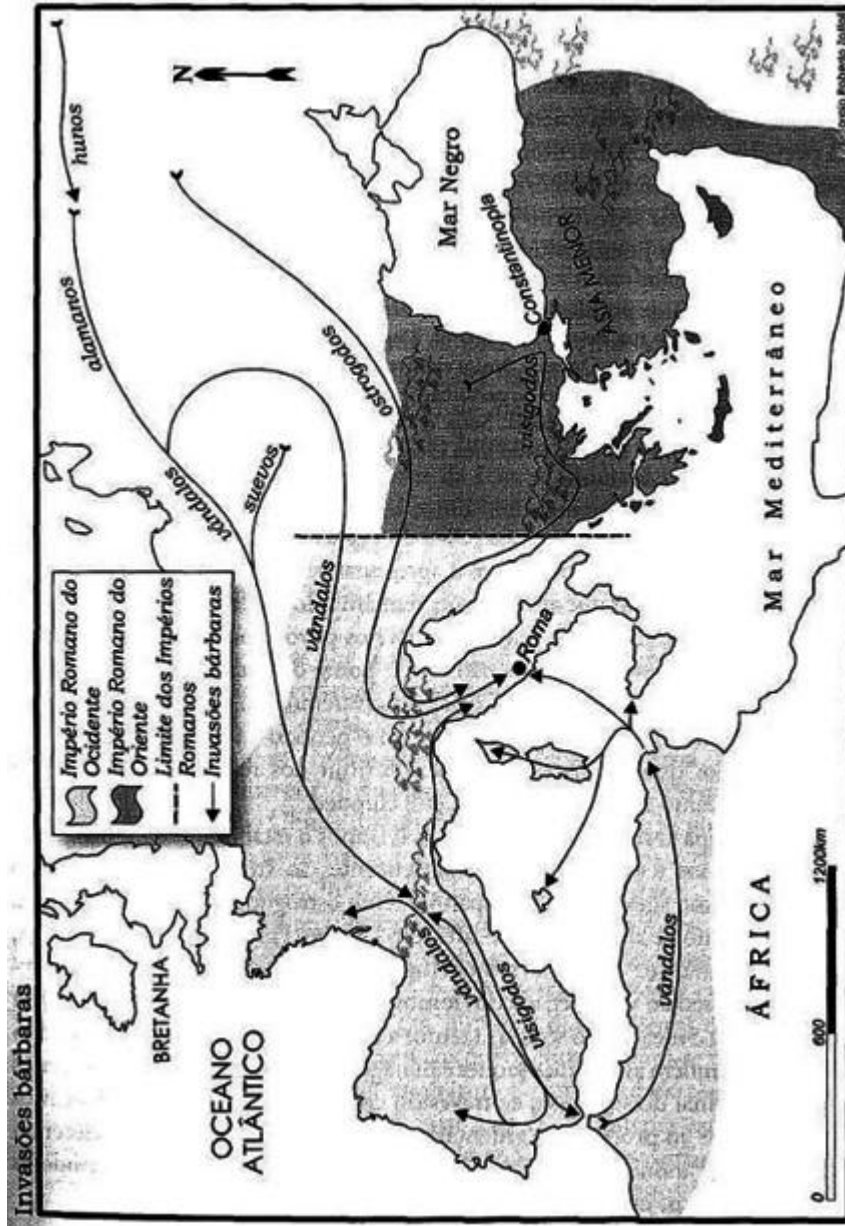 Invasões bárbaras
Império Romano do
Ocidente
Império Romano do
Oriente
Limite dos Impérios
Romanos
Invasões bárbaras
N
hunos
alamanos
vândalos
suevos
ostrogodos
vândalos
BRETANHA
OCEANO
ATLÂNTICO
Mar Negro
Constantinopla
ÁSIA MENOR
visigodos
Roma
vândalos
visigodos
vândalos
Mar Mediterrâneo
ÁFRICA
0 600 1200km